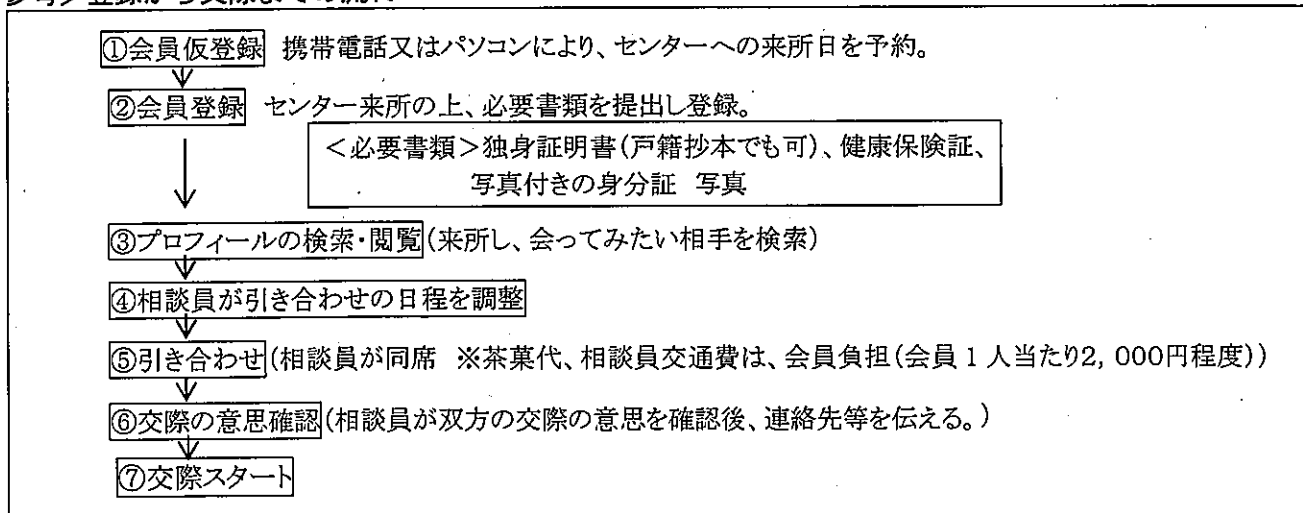 ①会員仮登録 携帯電話又はパソコンにより、センターへの来所日を予約。
②会員登録 センター来所の上、必要書類を提出し登録。
＜必要書類＞独身証明書(戸籍抄本でも可)、健康保険証、
写真付きの身分証 写真
③プロフィールの検索・閲覧(来所し、会ってみたい相手を検索)
④相談員が引き合わせの日程を調整
⑤引き合わせ(相談員が同席 ※茶菓代、相談員交通費は、会員負担(会員１人当たり2，000円程度))
⑥交際の意思確認(相談員が双方の交際の意思を確認後、連絡先等を伝える。)
⑦交際スタート